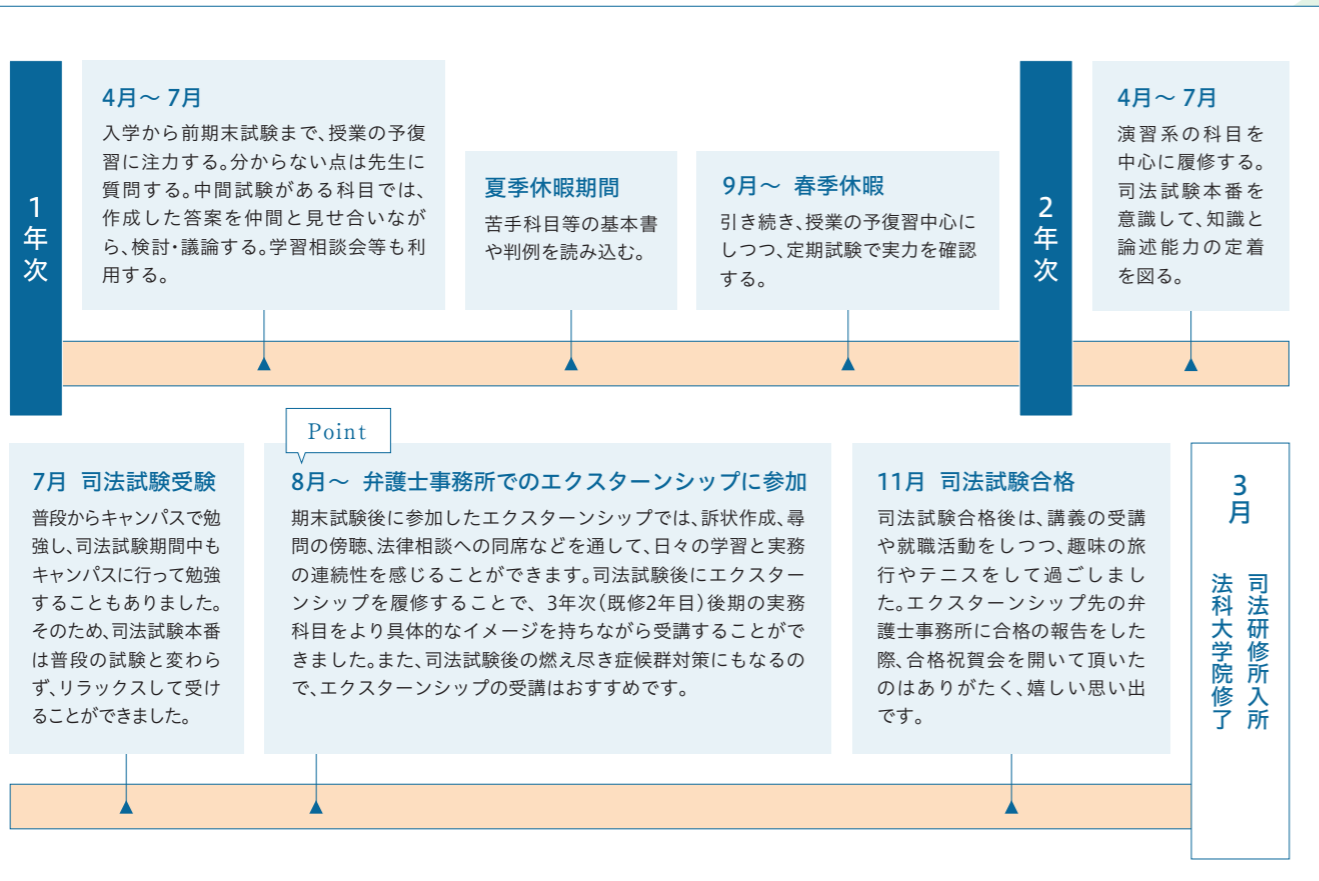 1年次
4月〜7月
入学から前期末試験まで、授業の予復
習に注力する。分からない点は先生に
質問する。中間試験がある科目では、
作成した答案を仲間と見せ合いなが
ら、検討・議論する。学習相談会等も利
用する。
夏季休暇期間
苦手科目等の基本書
や判例を読み込む。
9月〜 春季休暇
引き続き、授業の予復習中心に
しつつ、定期試験で実力を確認
する。
2年次
4月〜7月
演習系の科目を
中心に履修する。
司法試験本番を
意識して、知識と
論述能力の定着
を図る。
7月 司法試験受験
普段からキャンパスで勉
強し、司法試験期間中も
キャンパスに行って勉強
することもありました。
そのため、司法試験本番
は普段の試験と変わら
ず、リラックスして受け
ることができました。
Point
8月〜 弁護士事務所でのエクスターンシップに参加
期末試験後に参加したエクスターンシップでは、訴状作成、尋
問の傍聴、法律相談への同席などを通して、日々の学習と実務
の連続性を感じることができます。司法試験後にエクスター
ンシップを履修することで、3年次(既修2年目)後期の実務
科目をより具体的なイメージを持ちながら受講することがで
きました。また、司法試験後の燃え尽き症候群対策にもなるの
で、エクスターンシップの受講はおすすめです。
11月 司法試験合格
司法試験合格後は、講義の受講
や就職活動をしつつ、趣味の旅
行やテニスをして過ごしまし
た。エクスターンシップ先の弁
護士事務所に合格の報告をした
際、合格祝賀会を開いて頂いた
のはありがたく、嬉しい思い出
です。
3月
司法研修所入所
法科大学院修了